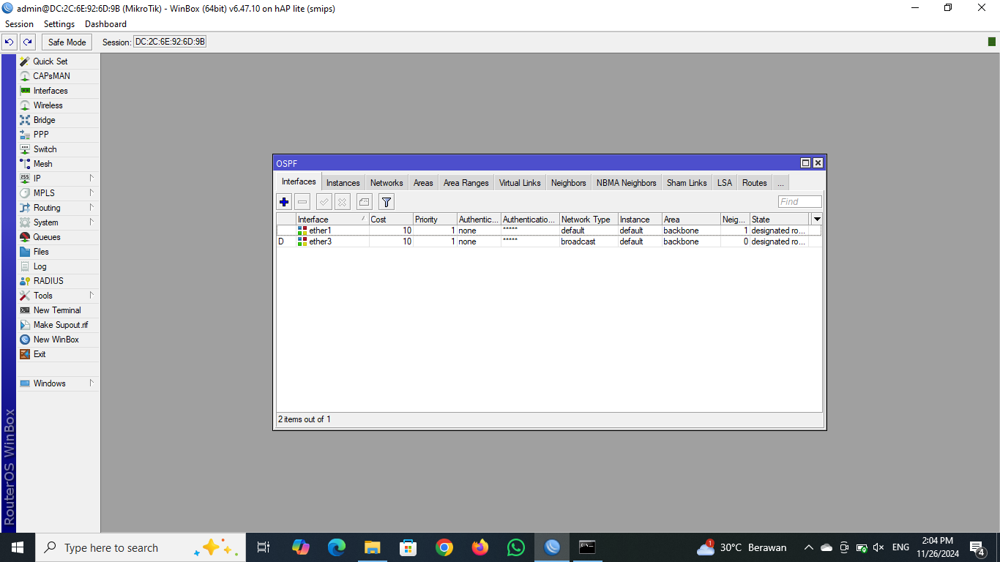 admin@DC:2C:6E:92:6D:9B (MikroTik) - WinBox (64bit) v6.47.10 on hAP lite (smips)
Session Settings Dashboard
Safe Mode Session: DC:2C:6E:92:6D:9B
Quick Set
CAPsMAN
Interfaces
Wireless
Bridge
PPP
Switch
Mesh
IP
MPLS
Routing
System
Queues
Files
Log
RADIUS
Tools
New Terminal
Make Supout.rif
New WinBox
Exit
Windows
RouterOS WinBox
OSPF
Interfaces Instances Networks Areas Area Ranges Virtual Links Neighbors NBMA Neighbors Sham Links LSA Routes ...
Find
Interface Cost Priority Authentic... Authenticatio... Network Type Instance Area Neig... State
ether1 10 1 none ***** default default backbone 1 designated ro...
D ether3 10 1 none ***** broadcast default backbone 0 designated ro...
2 items out of 1
Type here to search
1
30°C Berawan
ENG
2:04 PM
11/26/2024
4